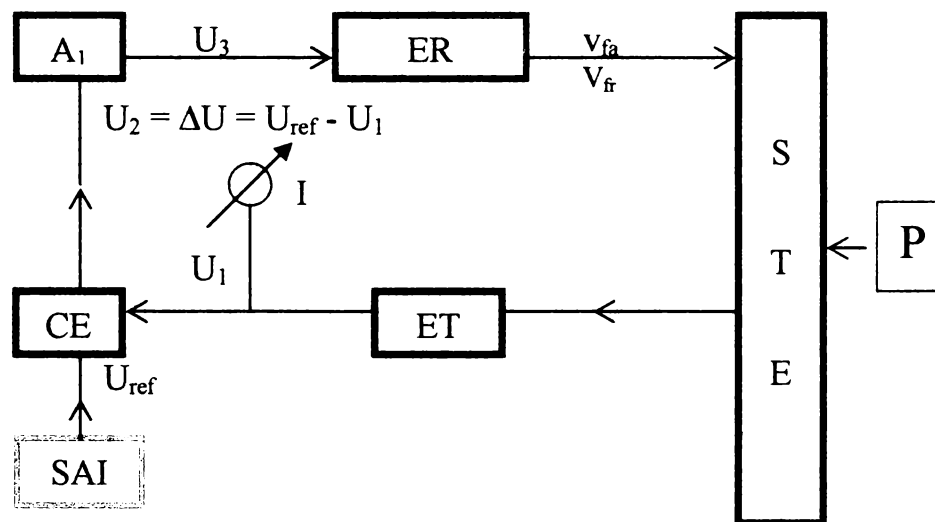 A₁
U₃
ER
v_fa
V_fr
U₂ = ΔU = U_ref - U₁
I
S
T
E
P
U₁
CE
ET
U_ref
SAI